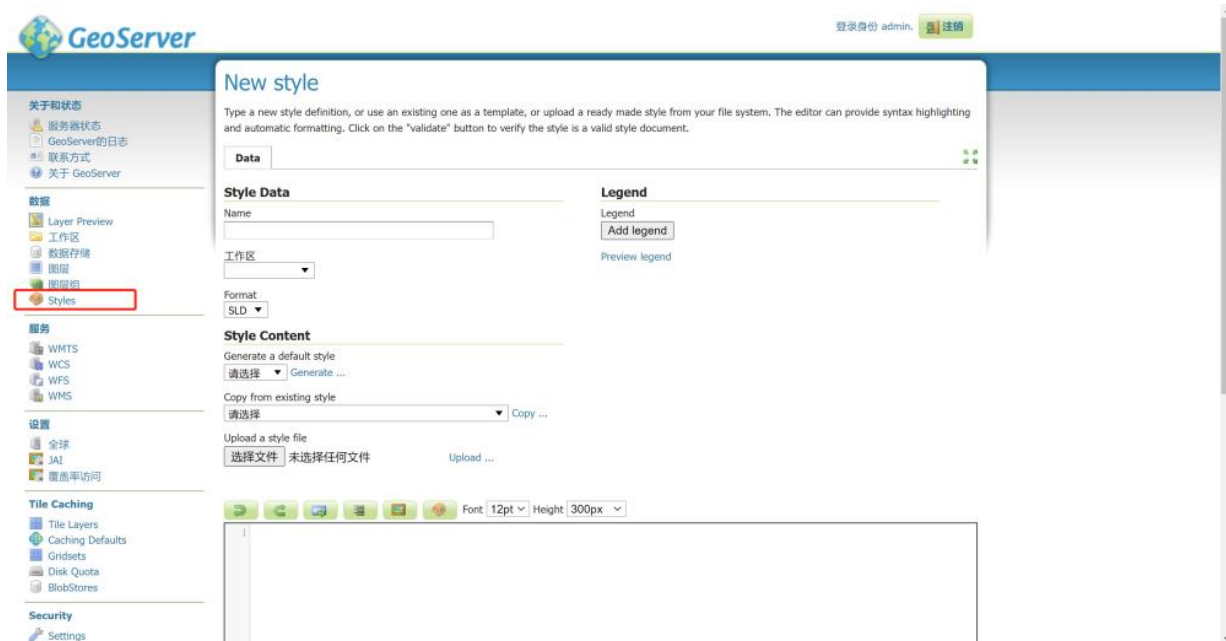 GeoServer
登录身份 admin.
注销
关于和状态
服务器状态
GeoServer的日志
联系方式
关于 GeoServer
数据
Layer Preview
工作区
数据存储
图层
图层组
Styles
服务
WMTS
WCS
WFS
WMS
设置
全球
JAI
覆盖率访问
Tile Caching
Tile Layers
Caching Defaults
Gridsets
Disk Quota
BlobStores
Security
Settings
New style
Type a new style definition, or use an existing one as a template, or upload a ready made style from your file system. The editor can provide syntax highlighting
and automatic formatting. Click on the "validate" button to verify the style is a valid style document.
Data
Style Data
Name
工作区
Format
SLD
Legend
Legend
Add legend
Preview legend
Style Content
Generate a default style
请选择 Generate ...
Copy from existing style
请选择 Copy ...
Upload a style file
选择文件 未选择任何文件 Upload ...
Font 12pt Height 300px
1